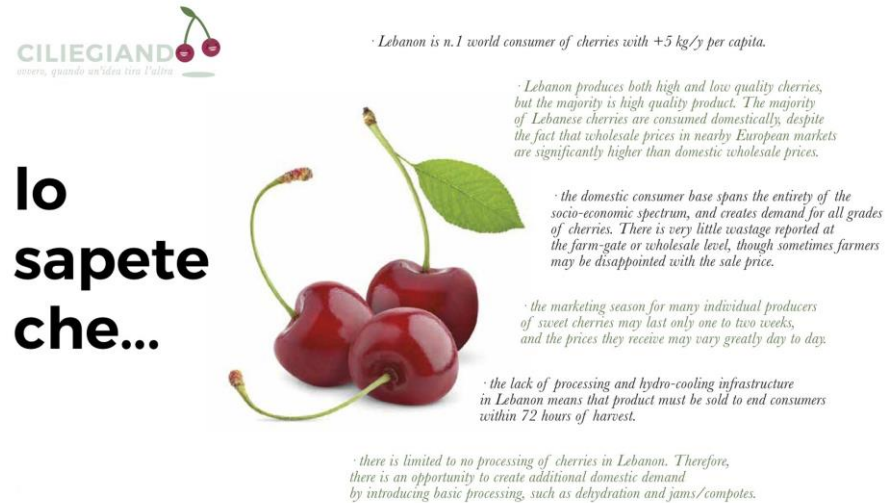 CILIEGIANDO
ovvero, quando un'idea tira l'altra
lo
sapete
che...
· Lebanon is n.1 world consumer of cherries with +5 kg/y per capita.
· Lebanon produces both high and low quality cherries,
but the majority is high quality product. The majority
of Lebanese cherries are consumed domestically, despite
the fact that wholesale prices in nearby European markets
are significantly higher than domestic wholesale prices.
· the domestic consumer base spans the entirety of the
socio-economic spectrum, and creates demand for all grades
of cherries. There is very little wastage reported at
the farm-gate or wholesale level, though sometimes farmers
may be disappointed with the sale price.
· the marketing season for many individual producers
of sweet cherries may last only one to two weeks,
and the prices they receive may vary greatly day to day.
· the lack of processing and hydro-cooling infrastructure
in Lebanon means that product must be sold to end consumers
within 72 hours of harvest.
· there is limited to no processing of cherries in Lebanon. Therefore,
there is an opportunity to create additional domestic demand
by introducing basic processing, such as dehydration and jams/compotes.